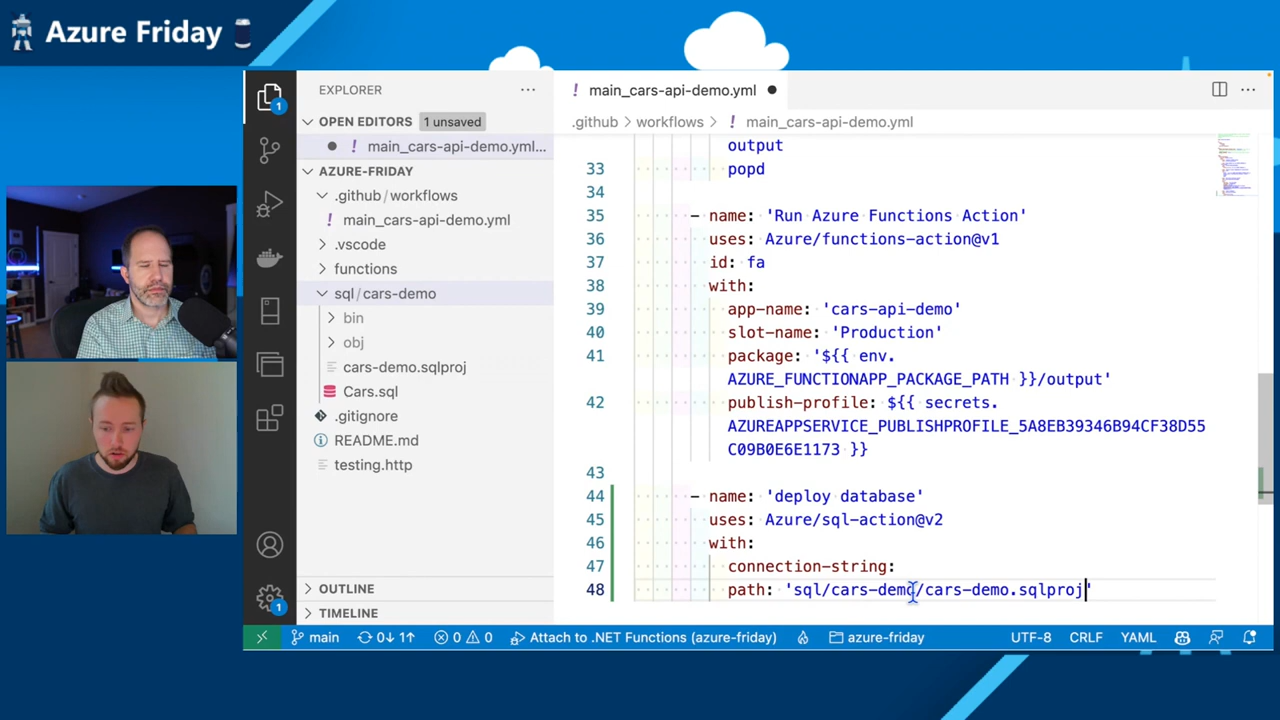 Azure Friday
EXPLORER
OPEN EDITORS 1 unsaved
main_cars-api-demo.yml...
AZURE-FRIDAY
.github/workflows
main_cars-api-demo.yml
.vscode
functions
sql/cars-demo
bin
obj
cars-demo.sqlproj
Cars.sql
.gitignore
README.md
testing.http
OUTLINE
TIMELINE
1
1
main_cars-api-demo.yml
.github > workflows > main_cars-api-demo.yml
output
33 popd
34
35 - name: 'Run Azure Functions Action'
36 uses: Azure/functions-action@v1
37 id: fa
38 with:
39 app-name: 'cars-api-demo'
40 slot-name: 'Production'
41 package: '${{ env.
AZURE_FUNCTIONAPP_PACKAGE_PATH }}/output'
42 publish-profile: ${{ secrets.
AZUREAPPSERVICE_PUBLISHPROFILE_5A8EB39346B94CF38D55
C09B0E6E1173 }}
43
44 - name: 'deploy database'
45 uses: Azure/sql-action@v2
46 with:
47 connection-string:
48 path: 'sql/cars-demo/cars-demo.sqlproj'
main 0↓ 1↑ 0 0 Attach to .NET Functions (azure-friday) azure-friday UTF-8 CRLF YAML